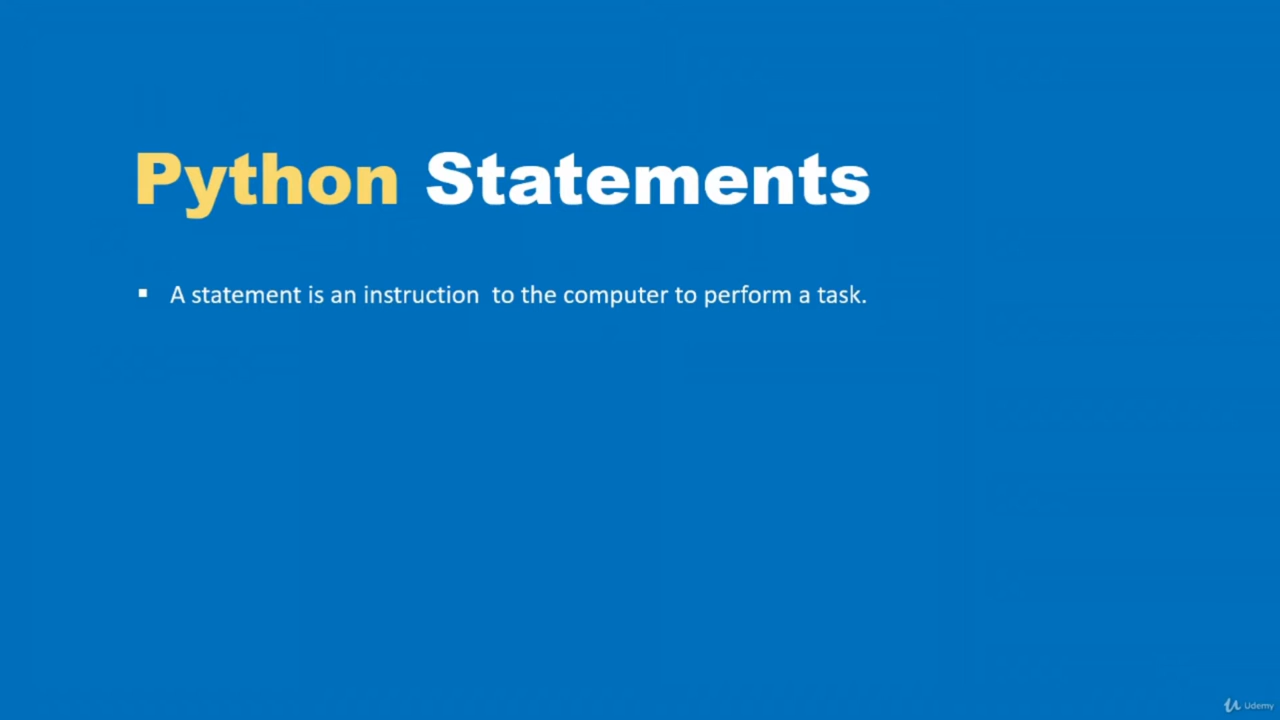 Python Statements
▪ A statement is an instruction  to the computer to perform a task.
Udemy